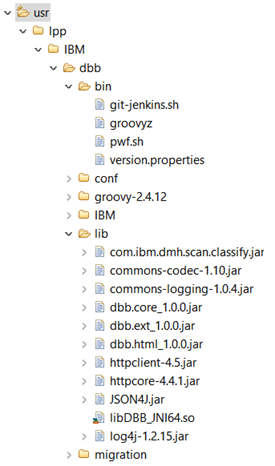 usr
lpp
IBM
dbb
bin
git-jenkins.sh
groovyz
pwf.sh
version.properties
conf
groovy-2.4.12
IBM
lib
com.ibm.dmh.scan.classify.jar
commons-codec-1.10.jar
commons-logging-1.0.4.jar
dbb.core_1.0.0.jar
dbb.ext_1.0.0.jar
dbb.html_1.0.0.jar
httpclient-4.5.jar
httpcore-4.4.1.jar
JSON4J.jar
libDBB_JNI64.so
log4j-1.2.15.jar
migration